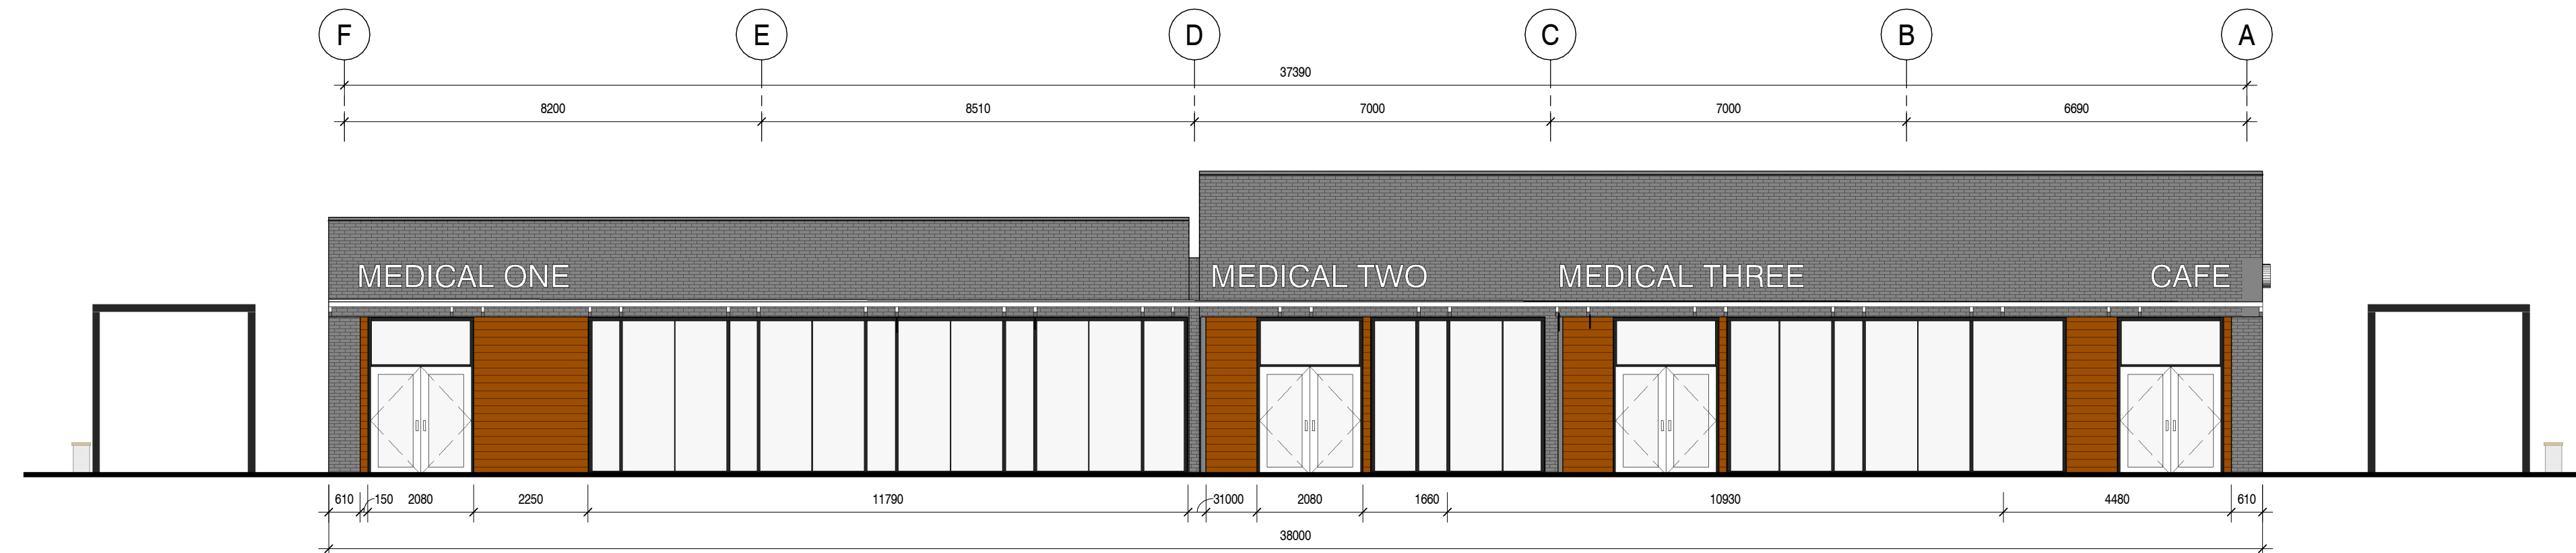 F E D C B A
37390
8200 8510 7000 7000 6690
MEDICAL ONE MEDICAL TWO MEDICAL THREE CAFE
610 150 2080 2250 11790 31000 2080 1660 10930 4480 610
38000